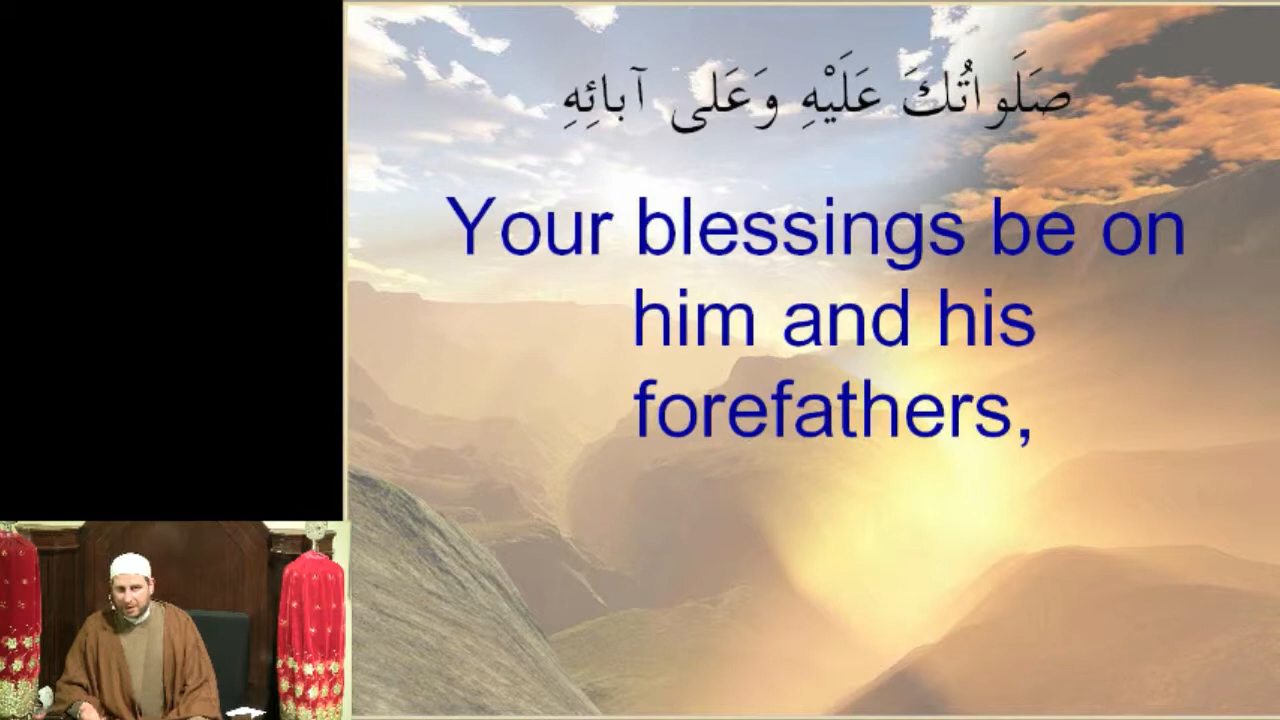 صَلَواتُكَ عَلَيْهِ وَعَلى آبائِهِ
Your blessings be on
him and his
forefathers,